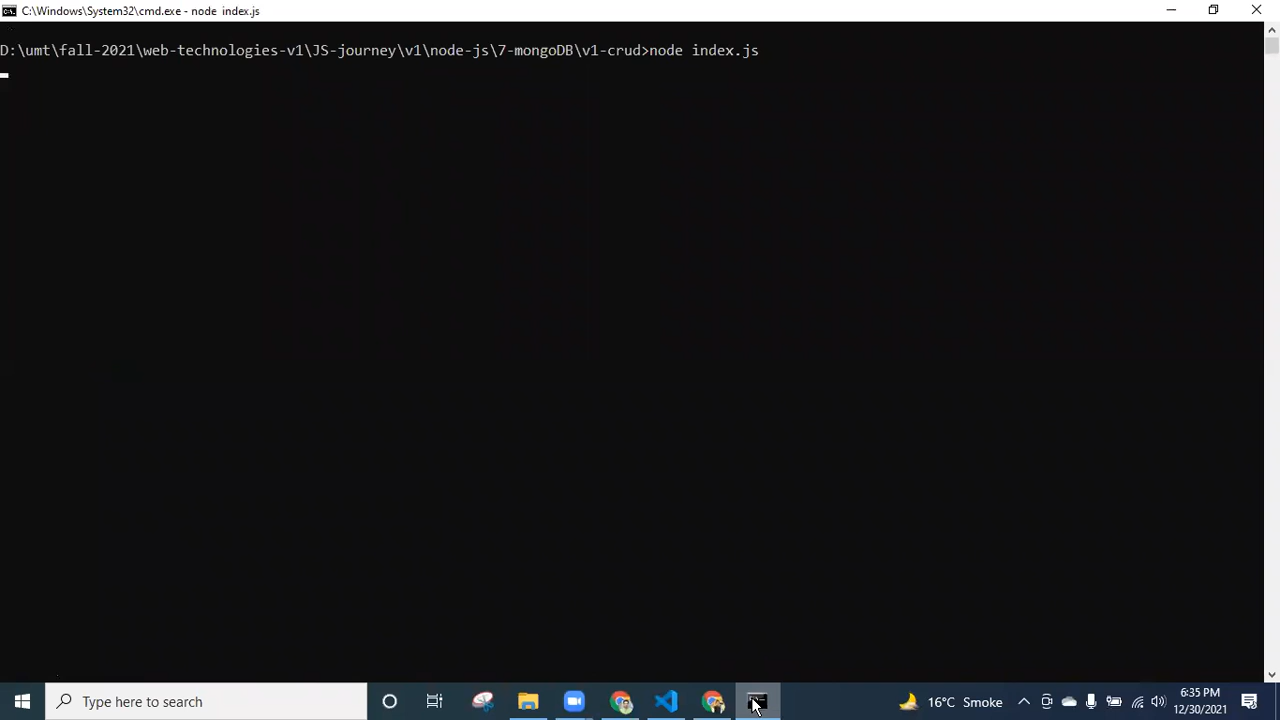 C:\Windows\System32\cmd.exe - node index.js
D:\umt\fall-2021\web-technologies-v1\JS-journey\v1\node-js\7-mongoDB\v1-crud>node index.js
Type here to search
16°C Smoke
6:35 PM
12/30/2021